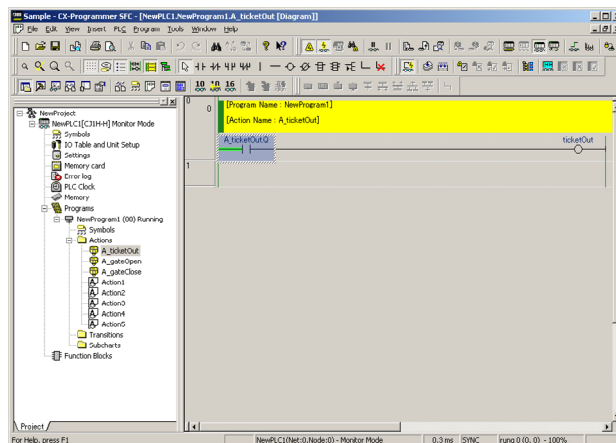 Sample - CX-Programmer SFC - [NewPLC1.NewProgram1.A_ticketOut [Diagram]]
File Edit View Insert PLC Program Tools Window Help
10 10 16
NewProject
NewPLC1[CJ1H-H] Monitor Mode
Symbols
IO Table and Unit Setup
Settings
Memory card
Error log
PLC Clock
Memory
Programs
NewProgram1 (00) Running
Symbols
Actions
A_ticketOut
A_gateOpen
A_gateClose
Action1
Action2
Action3
Action4
Action5
Transitions
Subcharts
Function Blocks
Project
0
0
[Program Name : NewProgram1]
[Action Name : A_ticketOut]
A_ticketOut.Q
ticketOut
1
For Help, press F1
NewPLC1(Net:0,Node:0) - Monitor Mode
0.3 ms
SYNC
rung 0 (0, 0) - 100%